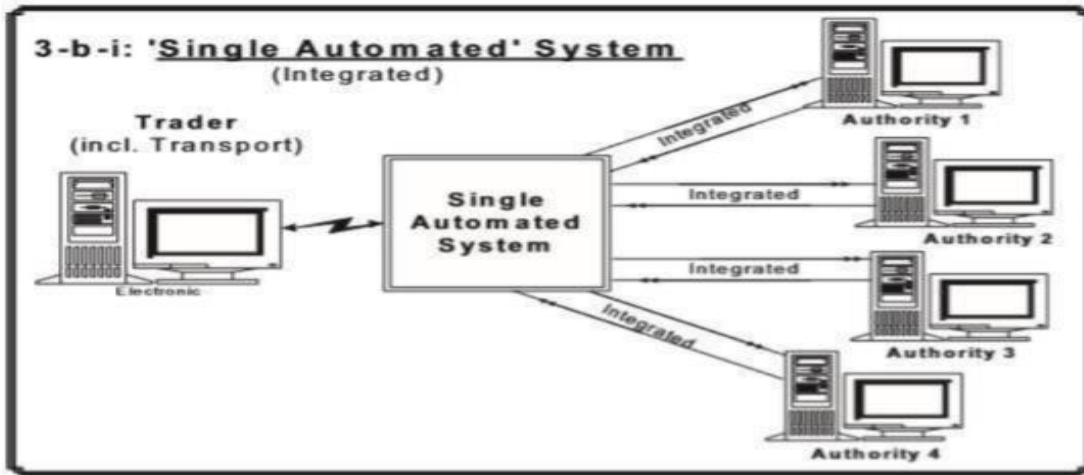 3-b-i: 'Single Automated' System
(Integrated)
Trader
(incl. Transport)
Electronic
Single
Automated
System
Integrated
Authority 1
Integrated
Authority 2
Integrated
Authority 3
Integrated
Authority 4